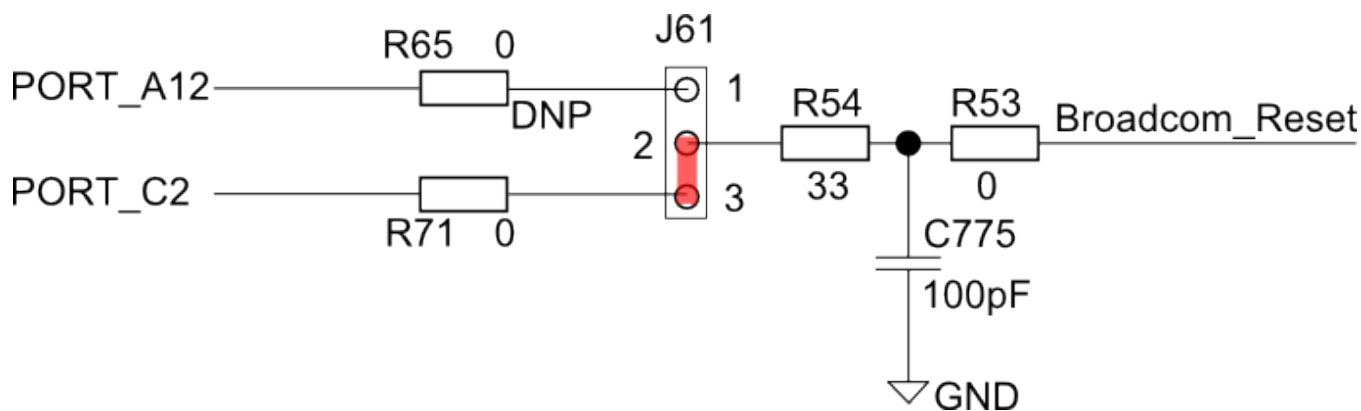 J61
R65 0
PORT_A12
DNP
1
2
3
R54
33
R53
0
Broadcom_Reset
PORT_C2
R71 0
C775
100pF
GND